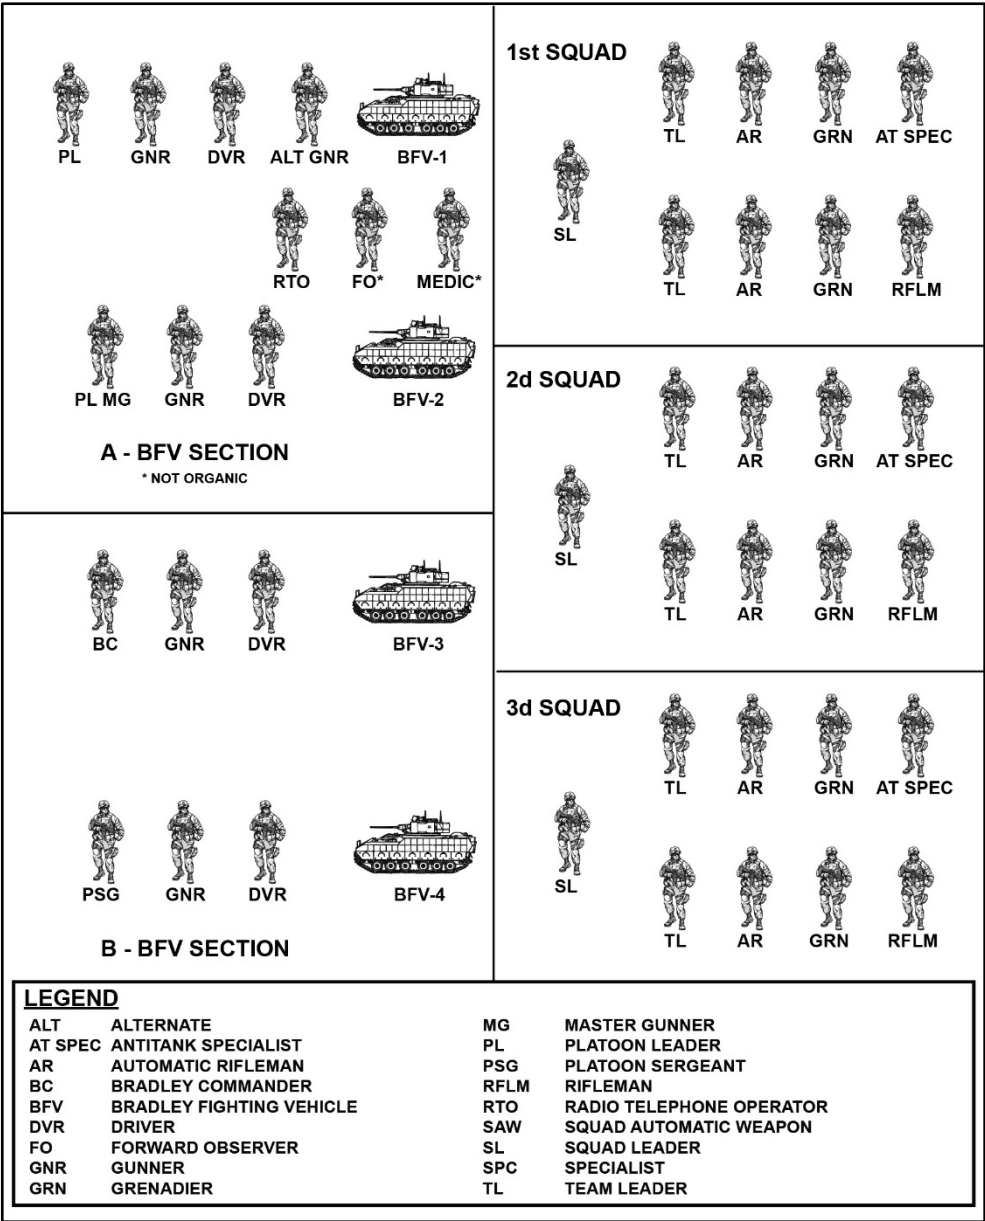 PL GNR DVR ALT GNR BFV-1
RTO FO* MEDIC*
PL MG GNR DVR BFV-2
A - BFV SECTION
* NOT ORGANIC
BC GNR DVR BFV-3
PSG GNR DVR BFV-4
B - BFV SECTION
1st SQUAD
TL AR GRN AT SPEC
SL
TL AR GRN RFLM
2d SQUAD
TL AR GRN AT SPEC
SL
TL AR GRN RFLM
3d SQUAD
TL AR GRN AT SPEC
SL
TL AR GRN RFLM
LEGEND
ALT ALTERNATE
AT SPEC ANTITANK SPECIALIST
AR AUTOMATIC RIFLEMAN
BC BRADLEY COMMANDER
BFV BRADLEY FIGHTING VEHICLE
DVR DRIVER
FO FORWARD OBSERVER
GNR GUNNER
GRN GRENADIER
MG MASTER GUNNER
PL PLATOON LEADER
PSG PLATOON SERGEANT
RFLM RIFLEMAN
RTO RADIO TELEPHONE OPERATOR
SAW SQUAD AUTOMATIC WEAPON
SL SQUAD LEADER
SPC SPECIALIST
TL TEAM LEADER